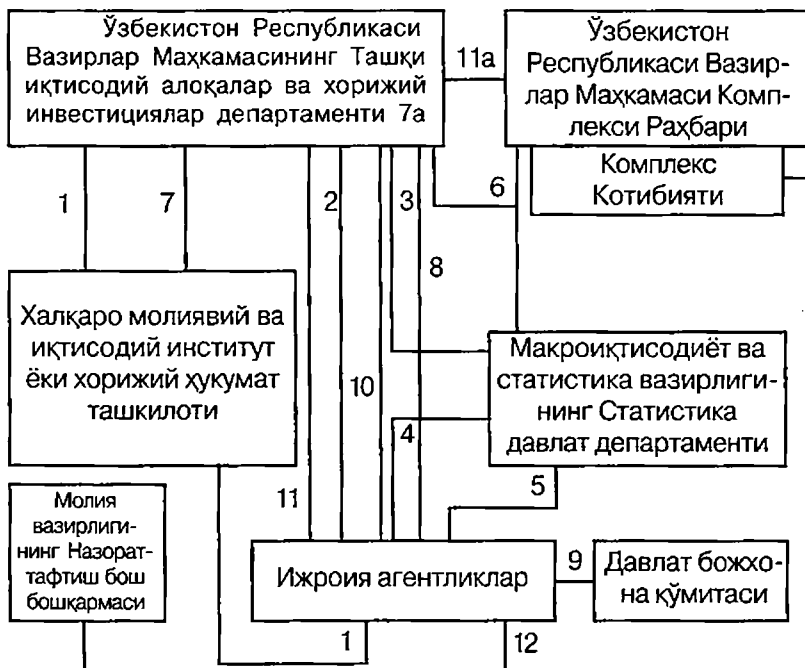 Ўзбекистон Республикаси
Вазирлар Маҳкамасининг Ташқи
иқтисодий алоқалар ва хорижий
инвестициялар департаменти 7а
11а
Ўзбекистон
Республикаси Вазир-
лар Маҳкамаси Комп-
лекси Раҳбари
Комплекс
Котибияти
1
7
2
3
6
8
Халқаро молиявий ва
иқтисодий институт
ёки хорижий ҳукумат
ташкилоти
10
Макроиқтисодиёт ва
статистика вазирлиги-
нинг Статистика
давлат департаменти
4
11
5
Молия
вазирлиги-
нинг Назорат-
тафтиш бош
бошқармаси
Ижроия агентликлар
9
Давлат божхо-
на қўмитаси
1
12